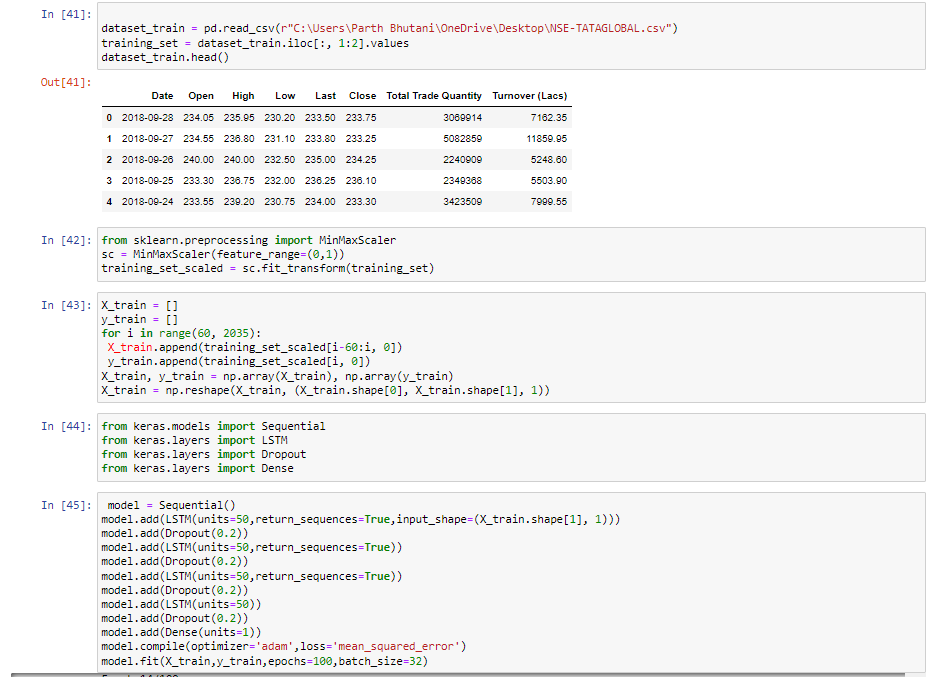 In [41]:
dataset_train = pd.read_csv(r"C:\Users\Parth Bhutani\OneDrive\Desktop\NSE-TATAGLOBAL.csv")
training_set = dataset_train.iloc[:, 1:2].values
dataset_train.head()
Out[41]:
Date Open High Low Last Close Total Trade Quantity Turnover (Lacs)
0 2018-09-28 234.05 235.95 230.20 233.50 233.75 3069914 7162.35
1 2018-09-27 234.55 236.80 231.10 233.80 233.25 5082859 11859.95
2 2018-09-26 240.00 240.00 232.50 235.00 234.25 2240909 5248.60
3 2018-09-25 233.30 236.75 232.00 236.25 236.10 2349368 5503.90
4 2018-09-24 233.55 239.20 230.75 234.00 233.30 3423509 7999.55
In [42]: from sklearn.preprocessing import MinMaxScaler
sc = MinMaxScaler(feature_range=(0,1))
training_set_scaled = sc.fit_transform(training_set)
In [43]: X_train = []
y_train = []
for i in range(60, 2035):
X_train.append(training_set_scaled[i-60:i, 0])
y_train.append(training_set_scaled[i, 0])
X_train, y_train = np.array(X_train), np.array(y_train)
X_train = np.reshape(X_train, (X_train.shape[0], X_train.shape[1], 1))
In [44]: from keras.models import Sequential
from keras.layers import LSTM
from keras.layers import Dropout
from keras.layers import Dense
In [45]: model = Sequential()
model.add(LSTM(units=50,return_sequences=True,input_shape=(X_train.shape[1], 1)))
model.add(Dropout(0.2))
model.add(LSTM(units=50,return_sequences=True))
model.add(Dropout(0.2))
model.add(LSTM(units=50,return_sequences=True))
model.add(Dropout(0.2))
model.add(LSTM(units=50))
model.add(Dropout(0.2))
model.add(Dense(units=1))
model.compile(optimizer='adam',loss='mean_squared_error')
model.fit(X_train,y_train,epochs=100,batch_size=32)